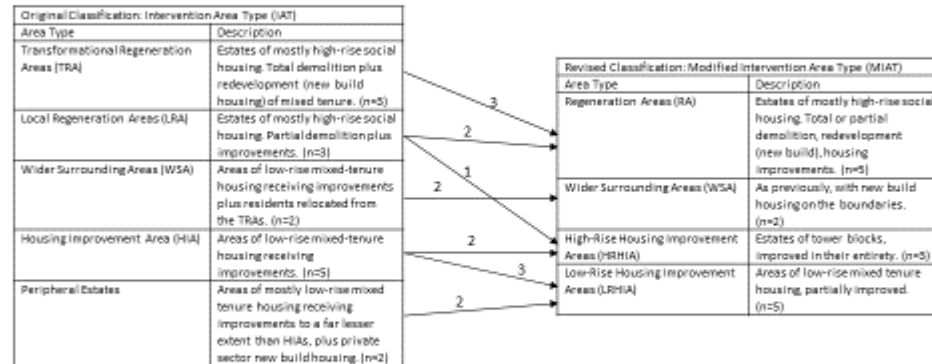 Original Classification: Intervention Area Type (IAT)
Area Type Description
Transformational Regeneration Areas (TRA)
Estates of mostly high-rise social
housing. Total demolition plus
redevelopment (new build
housing) of mixed tenure. (n=3)
Local Regeneration Areas (LRA)
Estates of mostly high-rise social
housing. Partial demolition plus
improvements. (n=3)
Wider Surrounding Areas (WSA)
Areas of low-rise mixed-tenure
housing receiving improvements
plus residents relocated from
the TRAs. (n=2)
Housing Improvement Area (HIA)
Areas of low-rise mixed-tenure
housing receiving
improvements. (n=5)
Peripheral Estates
Areas of mostly low-rise mixed
tenure housing receiving
improvements to a far lesser
extent than HIAs, plus private
sector new build housing. (n=2)
3
2
1
2
2
3
2
Revised Classification: Modified Intervention Area Type (MIAT)
Area Type Description
Regeneration Areas (RA)
Estates of mostly high-rise social
housing. Total or partial
demolition, redevelopment
(new build), housing
improvements. (n=5)
Wider Surrounding Areas (WSA)
As previously, with new build
housing on the boundaries.
(n=2)
High-Rise Housing Improvement
Areas (HRHIA)
Estates of tower blocks,
improved in their entirety. (n=3)
Low-Rise Housing Improvement
Areas (LRHIA)
Areas of low-rise mixed tenure
housing, partially improved.
(n=5)